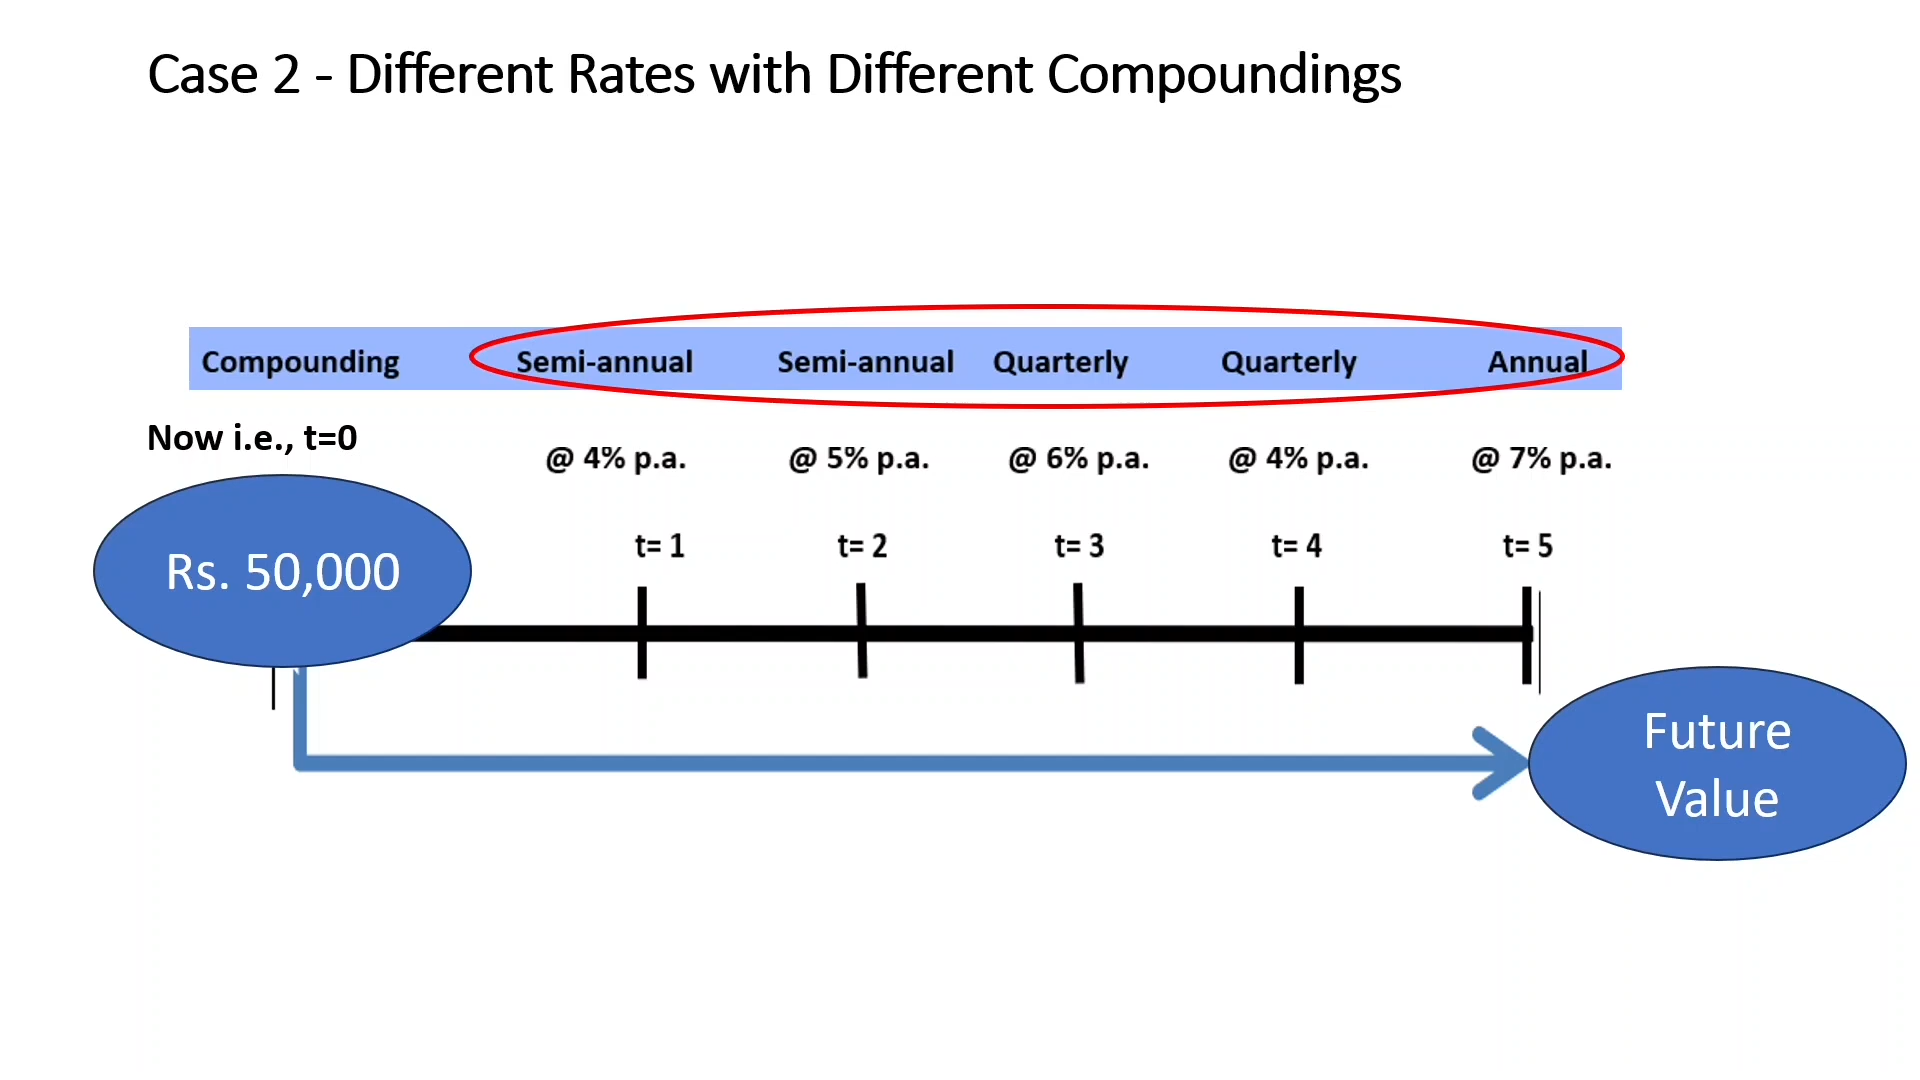 Case 2 - Different Rates with Different Compoundings
Compounding Semi-annual Semi-annual Quarterly Quarterly Annual
Now i.e., t=0
@ 4% p.a. @ 5% p.a. @ 6% p.a. @ 4% p.a. @ 7% p.a.
t= 1 t= 2 t= 3 t= 4 t= 5
Rs. 50,000
Future
Value